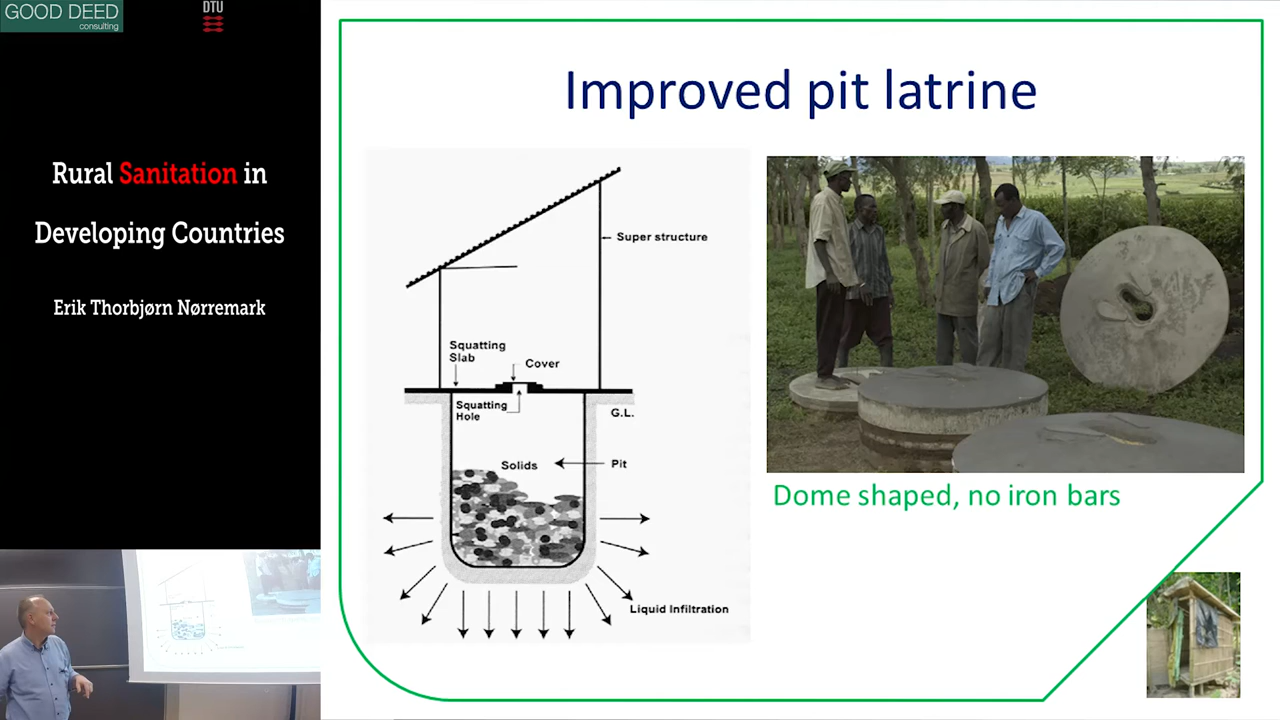 GOOD DEED
consulting
DTU
Rural Sanitation in
Developing Countries
Erik Thorbjørn Nørremark
Improved pit latrine
Super structure
Squatting
Slab
Cover
Squatting
Hole
G.L.
Solids
Pit
Liquid Infiltration
Dome shaped, no iron bars